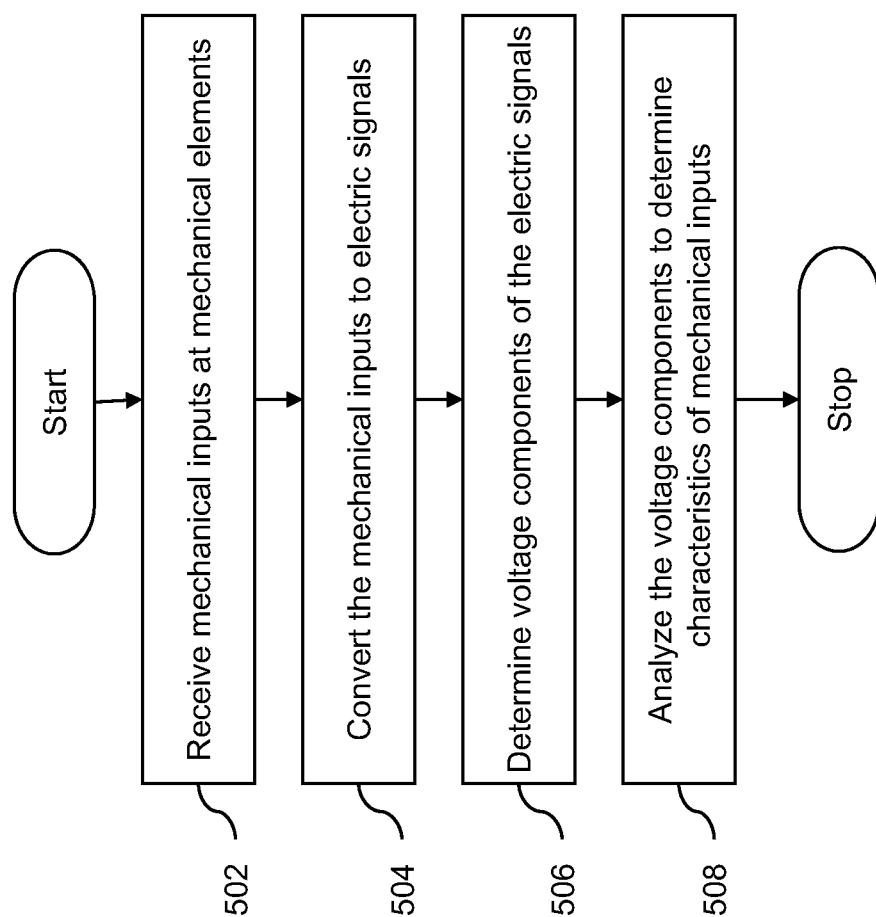 Start
Receive mechanical inputs at mechanical elements
502
Convert the mechanical inputs to electric signals
504
Determine voltage components of the electric signals
506
Analyze the voltage components to determine
characteristics of mechanical inputs
508
Stop